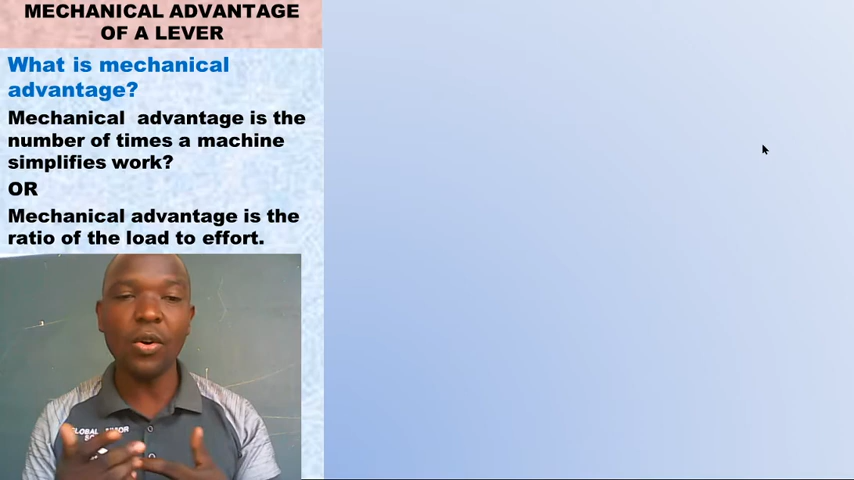 MECHANICAL ADVANTAGE
OF A LEVER
What is mechanical
advantage?
Mechanical  advantage is the
number of times a machine
simplifies work?
OR
Mechanical advantage is the
ratio of the load to effort.
GLOBAL